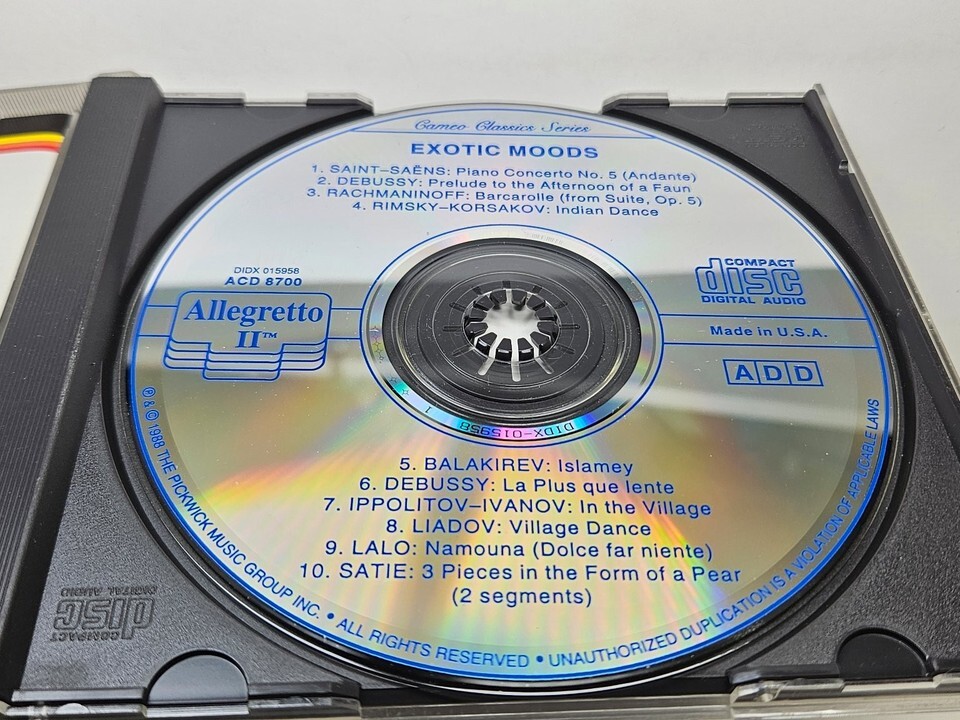 Cameo Classics Series
EXOTIC MOODS
1. SAINT–SAËNS: Piano Concerto No. 5 (Andante)
2. DEBUSSY: Prelude to the Afternoon of a Faun
3. RACHMANINOFF: Barcarolle (from Suite, Op. 5)
4. RIMSKY–KORSAKOV: Indian Dance
DIDX 015958
ACD 8700
Allegretto
II™
COMPACT
disc
DIGITAL AUDIO
Made in U.S.A.
ADD
DIDX-015958 1
5. BALAKIREV: Islamey
6. DEBUSSY: La Plus que lente
7. IPPOLITOV–IVANOV: In the Village
8. LIADOV: Village Dance
9. LALO: Namouna (Dolce far niente)
10. SATIE: 3 Pieces in the Form of a Pear
(2 segments)
℗ & © 1988 THE PICKWICK MUSIC GROUP INC. • ALL RIGHTS RESERVED • UNAUTHORIZED DUPLICATION IS A VIOLATION OF APPLICABLE LAWS
COMPACT
disc
DIGITAL AUDIO